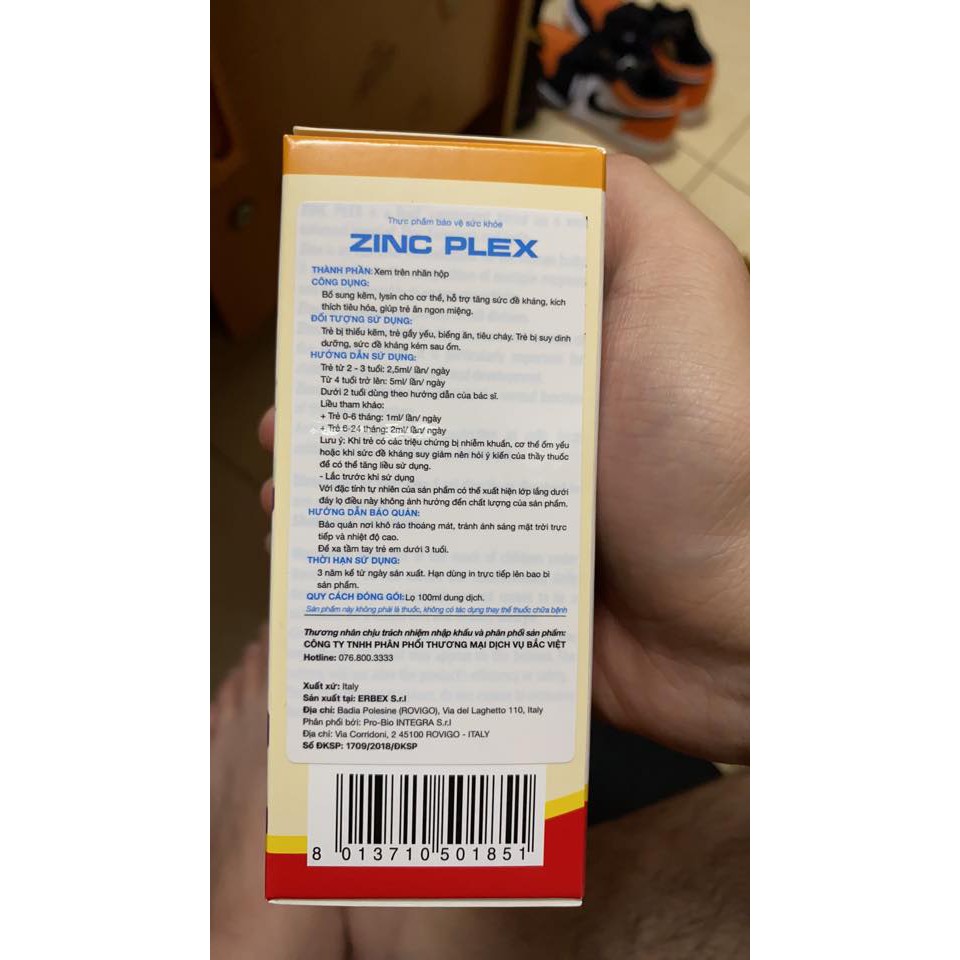 Thực phẩm bảo vệ sức khỏe
ZINC PLEX
THÀNH PHẦN: Xem trên nhãn hộp
CÔNG DỤNG:
Bổ sung kẽm, lysin cho cơ thể, hỗ trợ tăng sức đề kháng, kích
thích tiêu hóa, giúp trẻ ăn ngon miệng.
ĐỐI TƯỢNG SỬ DỤNG:
Trẻ bị thiếu kẽm, trẻ gầy yếu, biếng ăn, tiêu chảy. Trẻ bị suy dinh
dưỡng, sức đề kháng kém sau ốm.
HƯỚNG DẪN SỬ DỤNG:
Trẻ từ 2 - 3 tuổi: 2,5ml/ lần/ ngày
Từ 4 tuổi trở lên: 5ml/ lần/ ngày
Dưới 2 tuổi dùng theo hướng dẫn của bác sĩ.
Liều tham khảo:
+ Trẻ 0-6 tháng: 1ml/ lần/ ngày
+ Trẻ 6-24 tháng: 2ml/ lần/ ngày
Lưu ý: Khi trẻ có các triệu chứng bị nhiễm khuẩn, cơ thể ốm yếu
hoặc khi sức đề kháng suy giảm nên hỏi ý kiến của thầy thuốc
để có thể tăng liều sử dụng.
- Lắc trước khi sử dụng
Với đặc tính tự nhiên của sản phẩm có thể xuất hiện lớp lắng dưới
đáy lọ điều này không ảnh hưởng đến chất lượng của sản phẩm.
HƯỚNG DẪN BẢO QUẢN:
Bảo quản nơi khô ráo thoáng mát, tránh ánh sáng mặt trời trực
tiếp và nhiệt độ cao.
Để xa tầm tay trẻ em dưới 3 tuổi.
THỜI HẠN SỬ DỤNG:
3 năm kể từ ngày sản xuất. Hạn dùng in trực tiếp lên bao bì
sản phẩm.
QUY CÁCH ĐÓNG GÓI: Lọ 100ml dung dịch.
Sản phẩm này không phải là thuốc, không có tác dụng thay thế thuốc chữa bệnh
Thương nhân chịu trách nhiệm nhập khẩu và phân phối sản phẩm:
CÔNG TY TNHH PHÂN PHỐI THƯƠNG MẠI DỊCH VỤ BẮC VIỆT
Hotline: 076.800.3333
Xuất xứ: Italy
Sản xuất tại: ERBEX S.r.l
Địa chỉ: Badia Polesine (ROVIGO), Via del Laghetto 110, Italy
Phân phối bởi: Pro-Bio INTEGRA S.r.l
Địa chỉ: Via Corridoni, 2 45100 ROVIGO - ITALY
Số ĐKSP: 1709/2018/ĐKSP
8 013710 501851